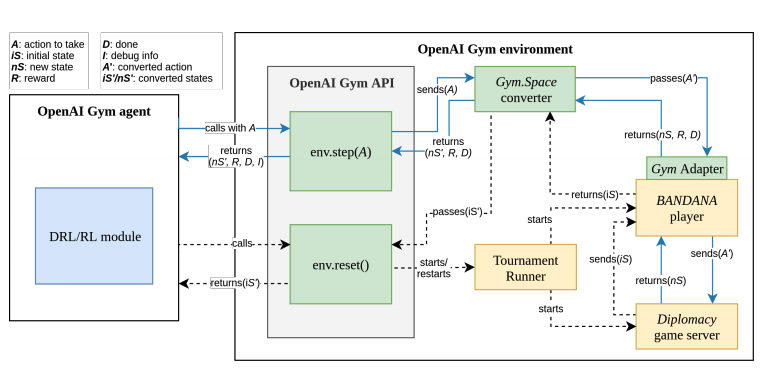 A: action to take
iS: initial state
nS: new state
R: reward
D: done
I: debug info
A': converted action
iS'/nS': converted states
OpenAI Gym environment
OpenAI Gym agent
OpenAI Gym API
DRL/RL module
env.step(A)
env.reset()
Gym.Space
converter
Gym Adapter
BANDANA
player
Tournament
Runner
Diplomacy
game server
calls with A
returns
(nS', R, D, I)
sends(A)
returns
(nS', R, D)
passes(A')
returns(nS, R, D)
returns(iS)
passes(iS')
calls
returns(iS')
starts/
restarts
starts
starts
sends(iS)
returns(nS)
sends(A')